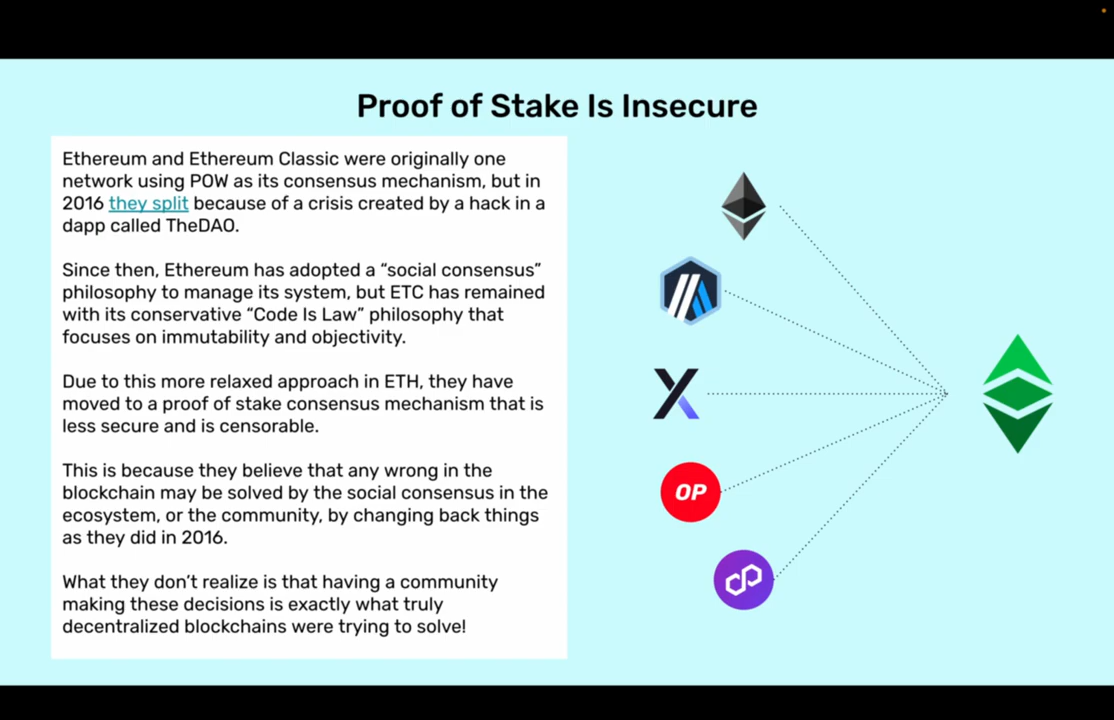 Proof of Stake Is Insecure
Ethereum and Ethereum Classic were originally one
network using POW as its consensus mechanism, but in
2016 they split because of a crisis created by a hack in a
dapp called TheDAO.
Since then, Ethereum has adopted a “social consensus”
philosophy to manage its system, but ETC has remained
with its conservative “Code Is Law” philosophy that
focuses on immutability and objectivity.
Due to this more relaxed approach in ETH, they have
moved to a proof of stake consensus mechanism that is
less secure and is censorable.
This is because they believe that any wrong in the
blockchain may be solved by the social consensus in the
ecosystem, or the community, by changing back things
as they did in 2016.
What they don’t realize is that having a community
making these decisions is exactly what truly
decentralized blockchains were trying to solve!
OP